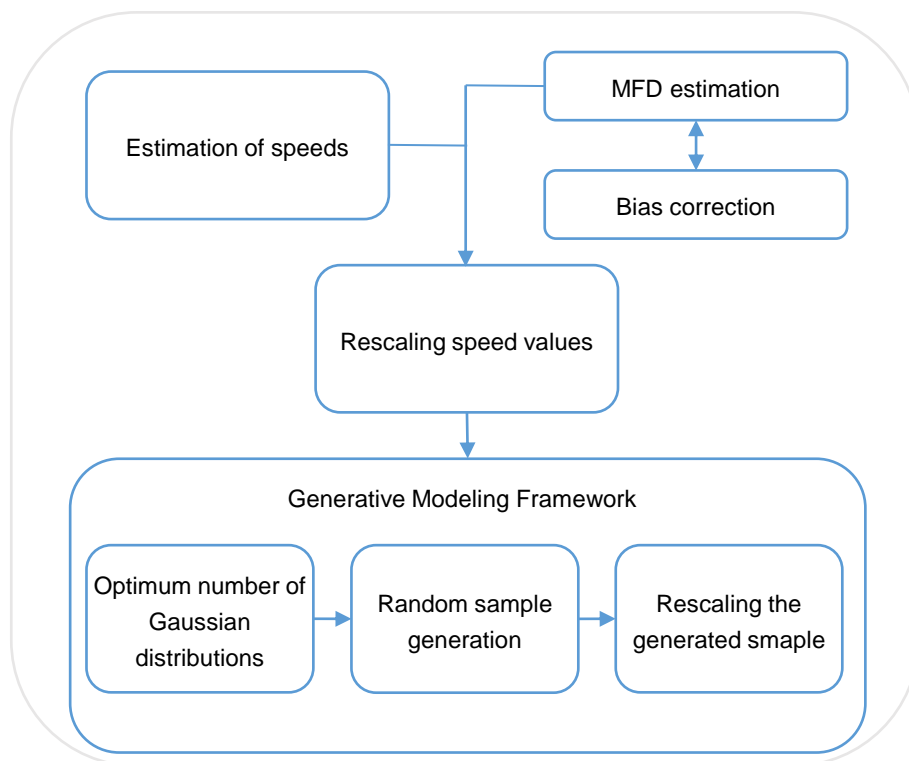 Estimation of speeds
MFD estimation
Bias correction
Rescaling speed values
Generative Modeling Framework
Optimum number of
Gaussian
distributions
Random sample
generation
Rescaling the
generated smaple